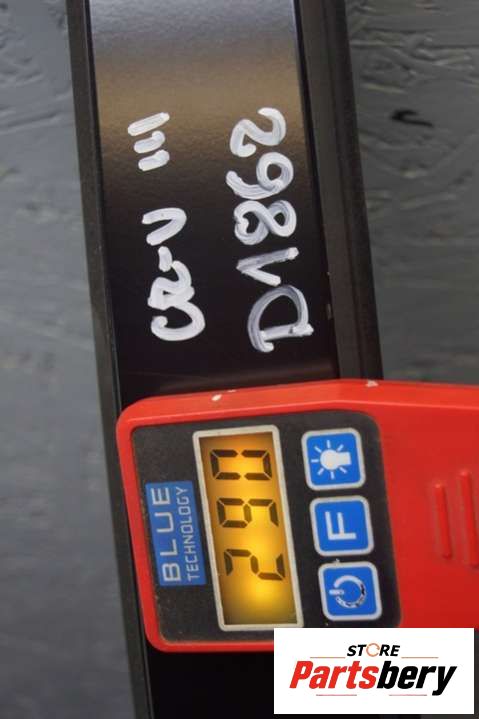 CR-V III
D1862
BLUE
TECHNOLOGY
290
F
STORE
Partsbery